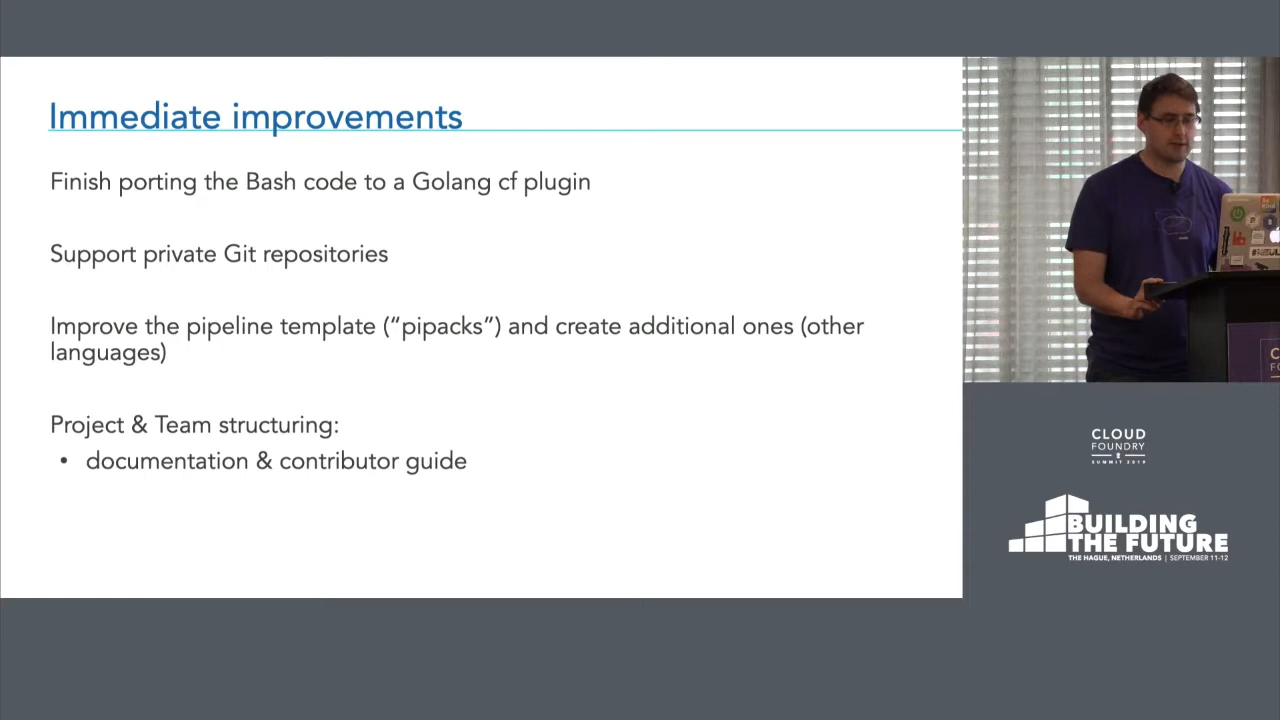 Immediate improvements
Finish porting the Bash code to a Golang cf plugin
Support private Git repositories
Improve the pipeline template (“pipacks”) and create additional ones (other
languages)
Project & Team structuring:
• documentation & contributor guide
CLOUD
FOUNDRY
SUMMIT 2019
BUILDING
THE FUTURE
THE HAGUE, NETHERLANDS | SEPTEMBER 11-12